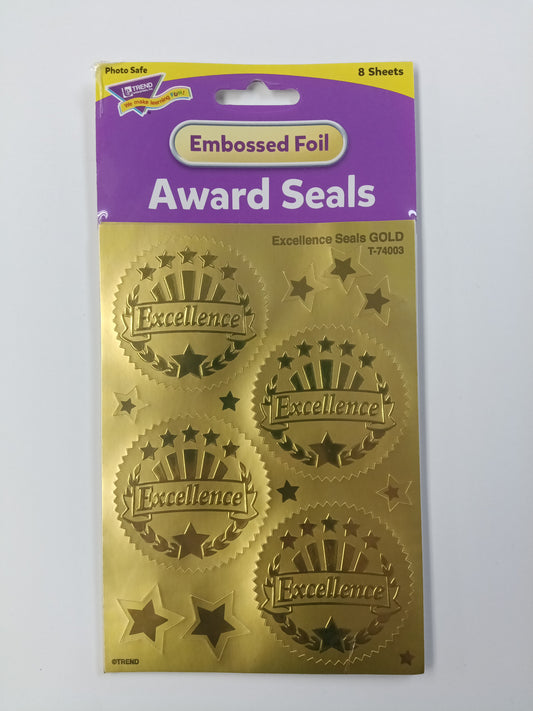 Photo Safe
8 Sheets
TREND
We make learning FUN!
Embossed Foil
Award Seals
Excellence Seals GOLD
T-74003
Excellence
Excellence
Excellence
Excellence
©TREND